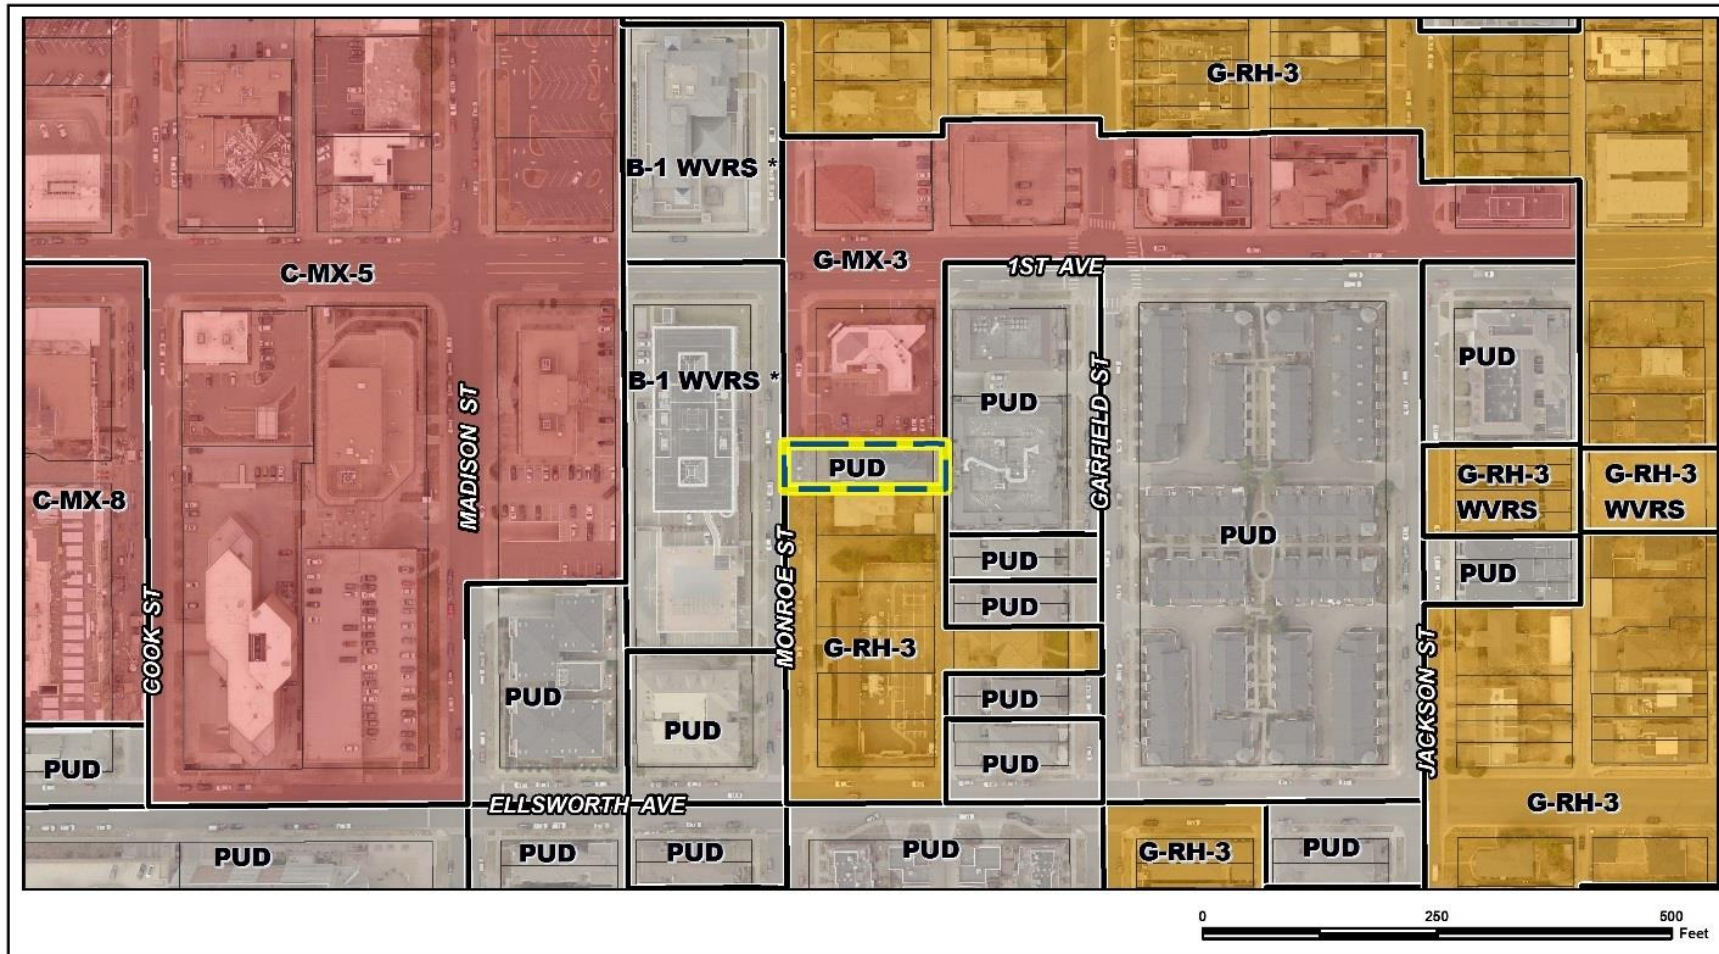 G-RH-3
B-1 WVRS *
C-MX-5
G-MX-3
1ST AVE
PUD
B-1 WVRS *
PUD
MADISON ST
GARFIELD ST
PUD
C-MX-8
G-RH-3
WVRS
G-RH-3
WVRS
PUD
PUD
PUD
PUD
MONROE ST
COOK ST
G-RH-3
JACKSON ST
PUD
PUD
PUD
PUD
PUD
ELLSWORTH AVE
G-RH-3
PUD
PUD
PUD
PUD
G-RH-3
PUD
0
250
500
Feet